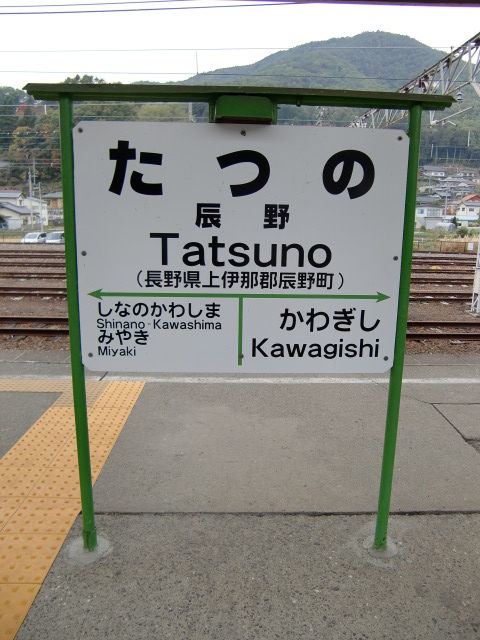 たつの
辰野
Tatsuno
(長野県上伊那郡辰野町)
しなのかわしま
Shinano-Kawashima
みやき
Miyaki
かわぎし
Kawagishi